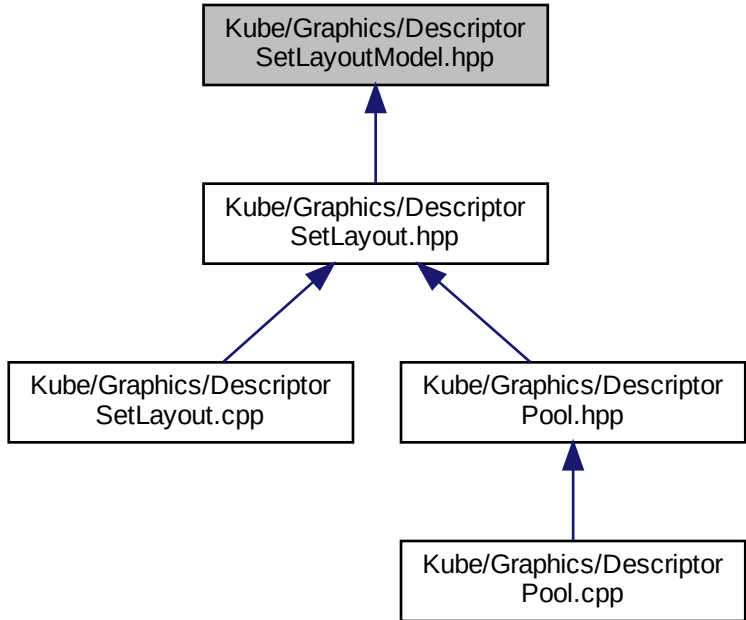 Kube/Graphics/Descriptor
SetLayoutModel.hpp
Kube/Graphics/Descriptor
SetLayout.hpp
Kube/Graphics/Descriptor
SetLayout.cpp
Kube/Graphics/Descriptor
Pool.hpp
Kube/Graphics/Descriptor
Pool.cpp